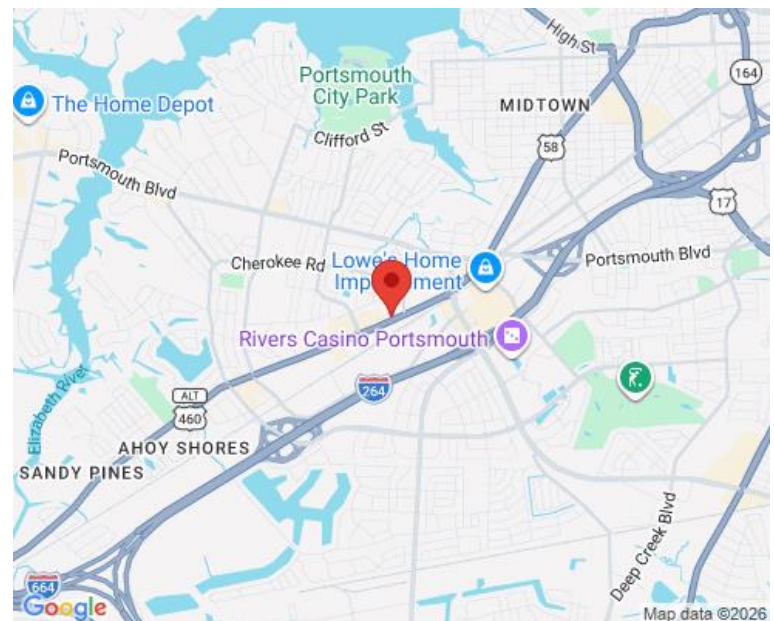 High St
164
Portsmouth
City Park
The Home Depot
MIDTOWN
Clifford St
58
Portsmouth Blvd
17
Cherokee Rd
Lowe's Home
Improvement
Portsmouth Blvd
Rivers Casino Portsmouth
264
ALT
460
Elizabeth River
AHOY SHORES
SANDY PINES
Deep Creek Blvd
664
Google
Map data ©2026